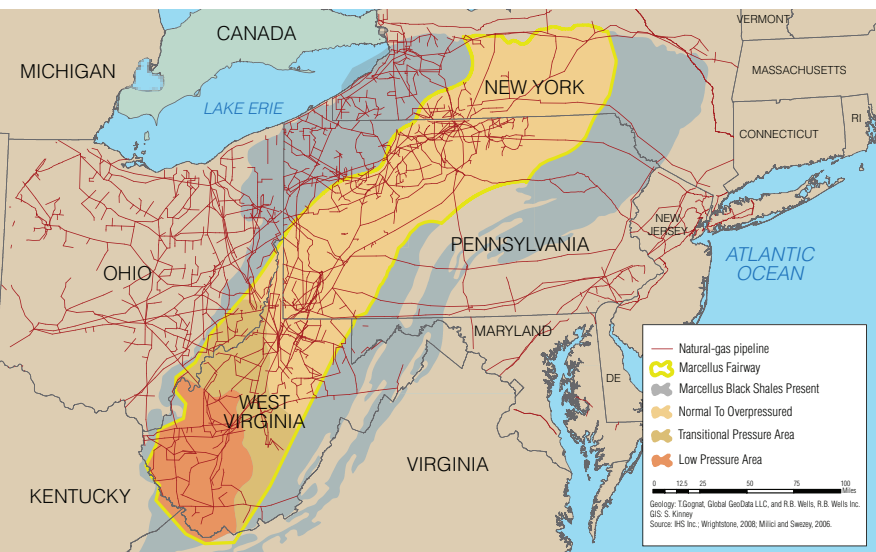 CANADA
VERMONT
MICHIGAN
MASSACHUSETTS
LAKE ERIE
NEW YORK
RI
CONNECTICUT
NEW
JERSEY
PENNSYLVANIA
OHIO
ATLANTIC
OCEAN
MARYLAND
DE
WEST
VIRGINIA
VIRGINIA
KENTUCKY
Natural-gas pipeline
Marcellus Fairway
Marcellus Black Shales Present
Normal To Overpressured
Transitional Pressure Area
Low Pressure Area
0 12.5 25 50 75 100
Miles
Geology: T.Gognat, Global GeoData LLC, and R.B. Wells, R.B. Wells Inc.
GIS: S. Kinney
Source: IHS Inc.; Wrightstone, 2008; Milici and Swezey, 2006.